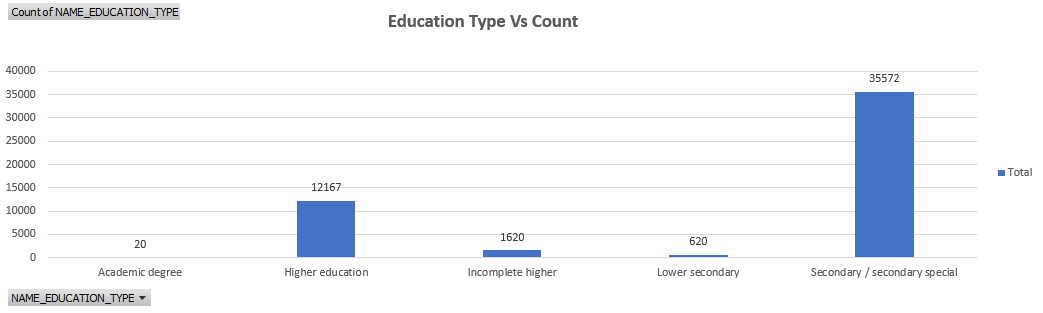 Count of NAME_EDUCATION_TYPE
Education Type Vs Count
40000
35000
30000
25000
20000
15000
10000
5000
0
20
12167
1620
620
35572
Total
Academic degree
Higher education
Incomplete higher
Lower secondary
Secondary / secondary special
NAME_EDUCATION_TYPE